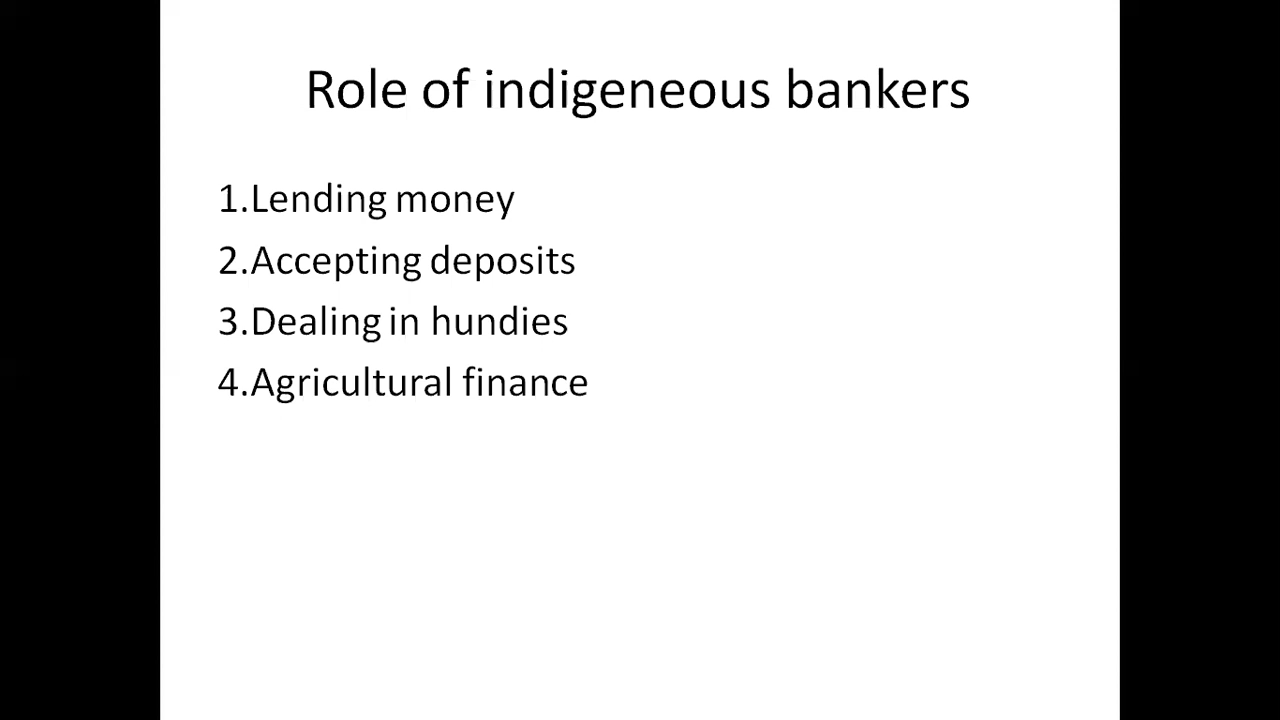 Role of indigeneous bankers
1.Lending money
2.Accepting deposits
3.Dealing in hundies
4.Agricultural finance